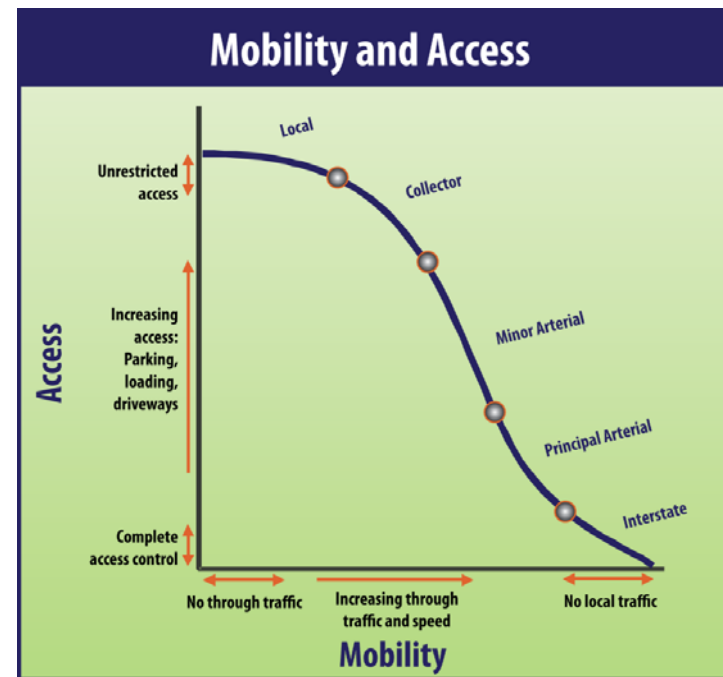 Mobility and Access
Local
Collector
Minor Arterial
Principal Arterial
Interstate
Access
Unrestricted
access
Increasing
access:
Parking,
loading,
driveways
Complete
access control
No through traffic
Increasing through
traffic and speed
No local traffic
Mobility